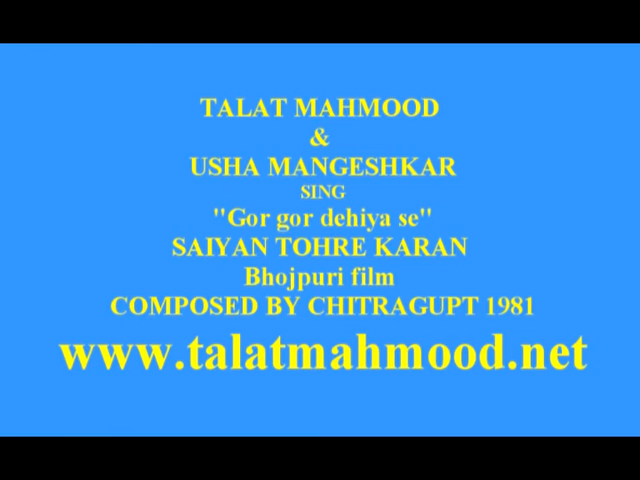 TALAT MAHMOOD
&
USHA MANGESHKAR
SING
"Gor gor dehiya se"
SAIYAN TOHRE KARAN
Bhojpuri film
COMPOSED BY CHITRAGUPT 1981
www.talatmahmood.net